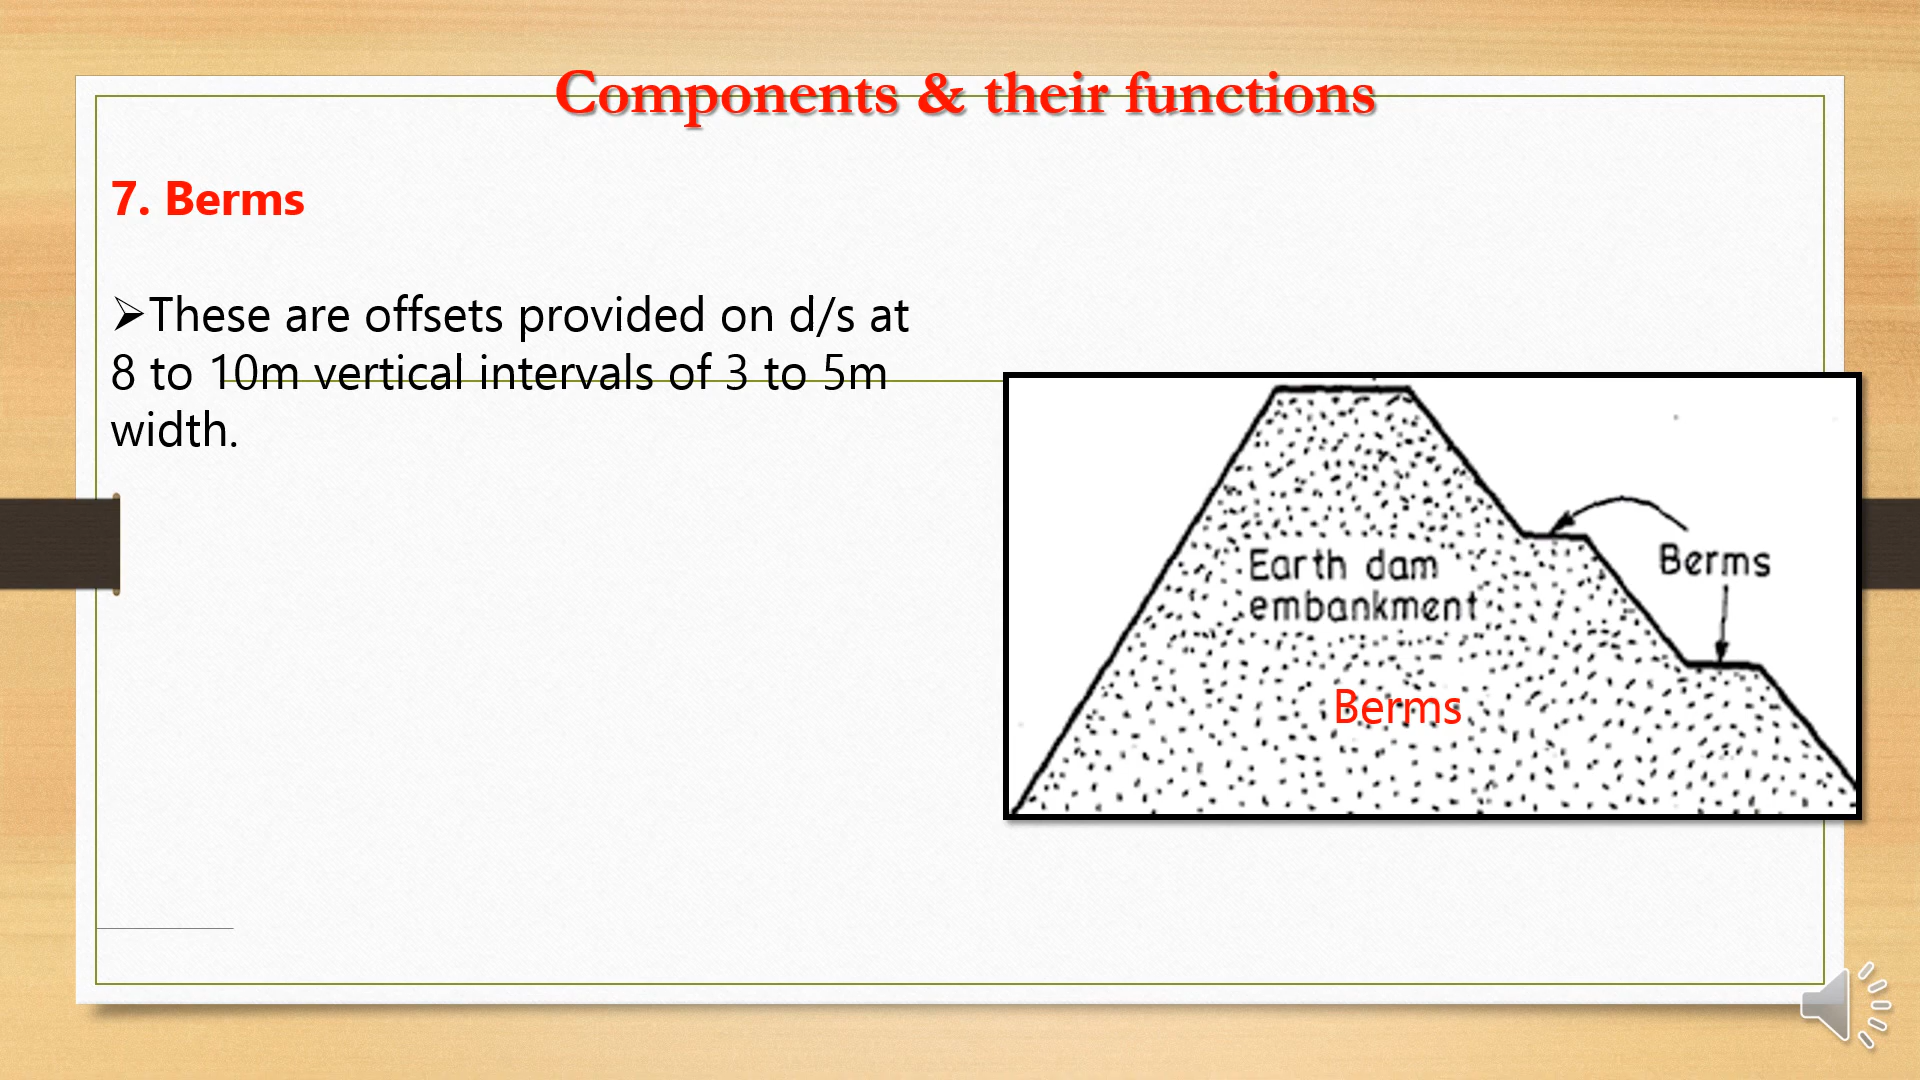 Components & their functions
7. Berms
➢These are offsets provided on d/s at
8 to 10m vertical intervals of 3 to 5m
width.
Earth dam
embankment
Berms
Berms